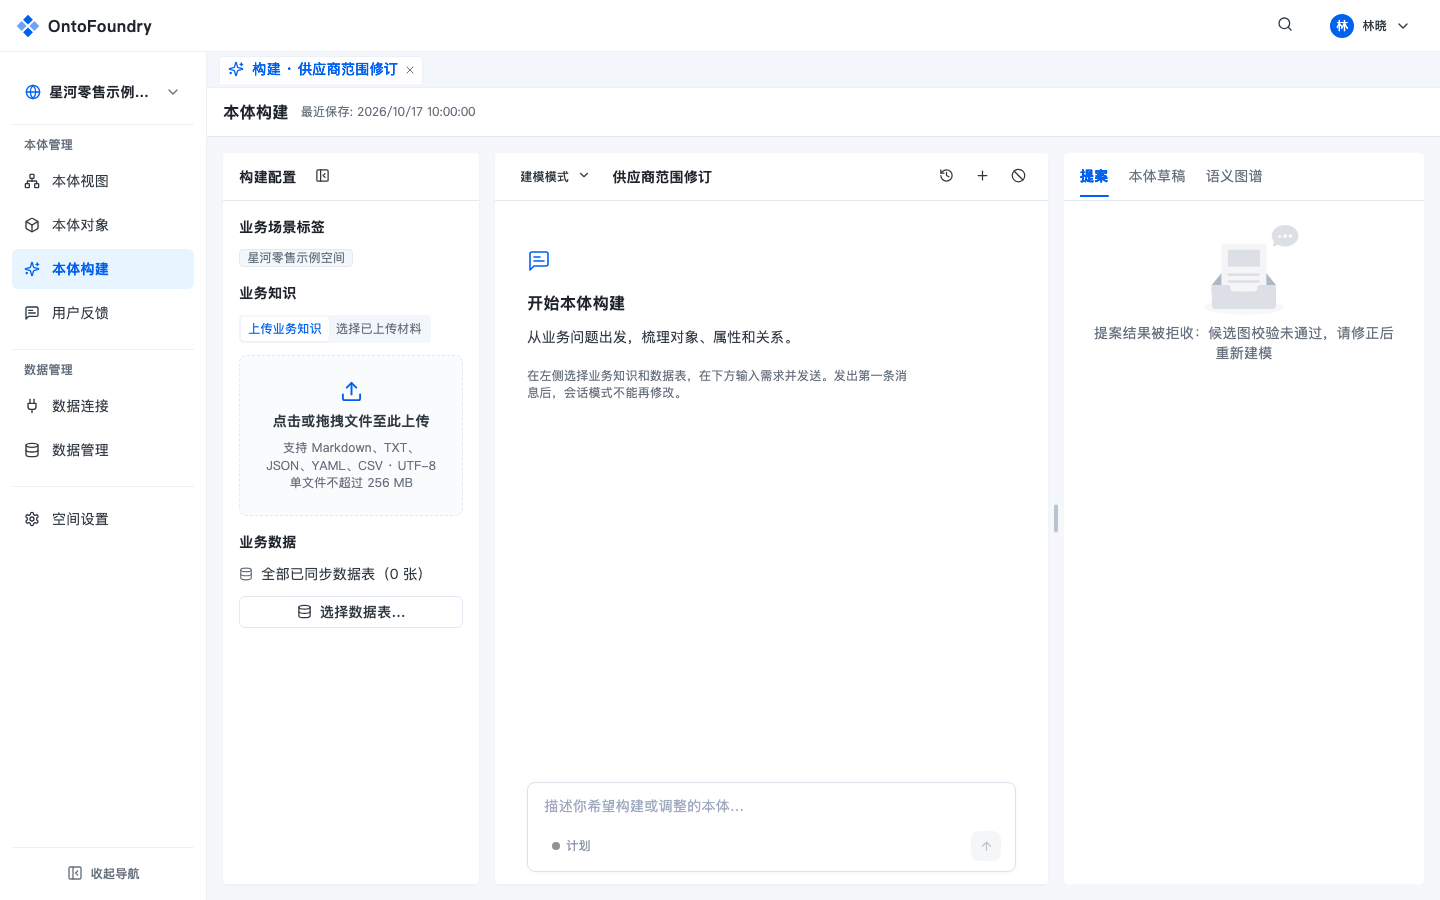 OntoFoundry
林
林晓
星河零售示例...
本体管理
本体视图
本体对象
本体构建
用户反馈
数据管理
数据连接
数据管理
空间设置
收起导航
构建 · 供应商范围修订
本体构建
最近保存: 2026/10/17 10:00:00
构建配置
业务场景标签
星河零售示例空间
业务知识
上传业务知识
选择已上传材料
点击或拖拽文件至此上传
支持 Markdown、TXT、
JSON、YAML、CSV · UTF-8
单文件不超过 256 MB
业务数据
全部已同步数据表（0 张）
选择数据表...
建模模式
供应商范围修订
开始本体构建
从业务问题出发，梳理对象、属性和关系。
在左侧选择业务知识和数据表，在下方输入需求并发送。发出第一条消
息后，会话模式不能再修改。
描述你希望构建或调整的本体...
计划
提案
本体草稿
语义图谱
提案结果被拒收：候选图校验未通过，请修正后
重新建模